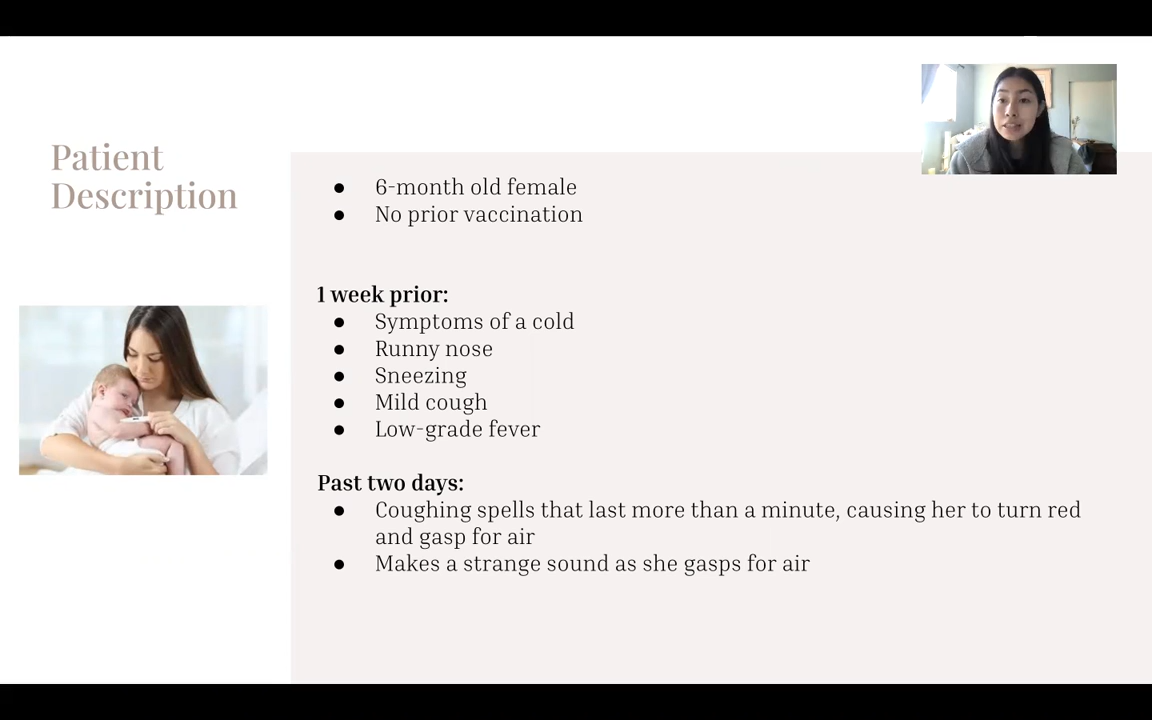 Patient
Description
● 6-month old female
● No prior vaccination
1 week prior:
● Symptoms of a cold
● Runny nose
● Sneezing
● Mild cough
● Low-grade fever
Past two days:
● Coughing spells that last more than a minute, causing her to turn red
and gasp for air
● Makes a strange sound as she gasps for air